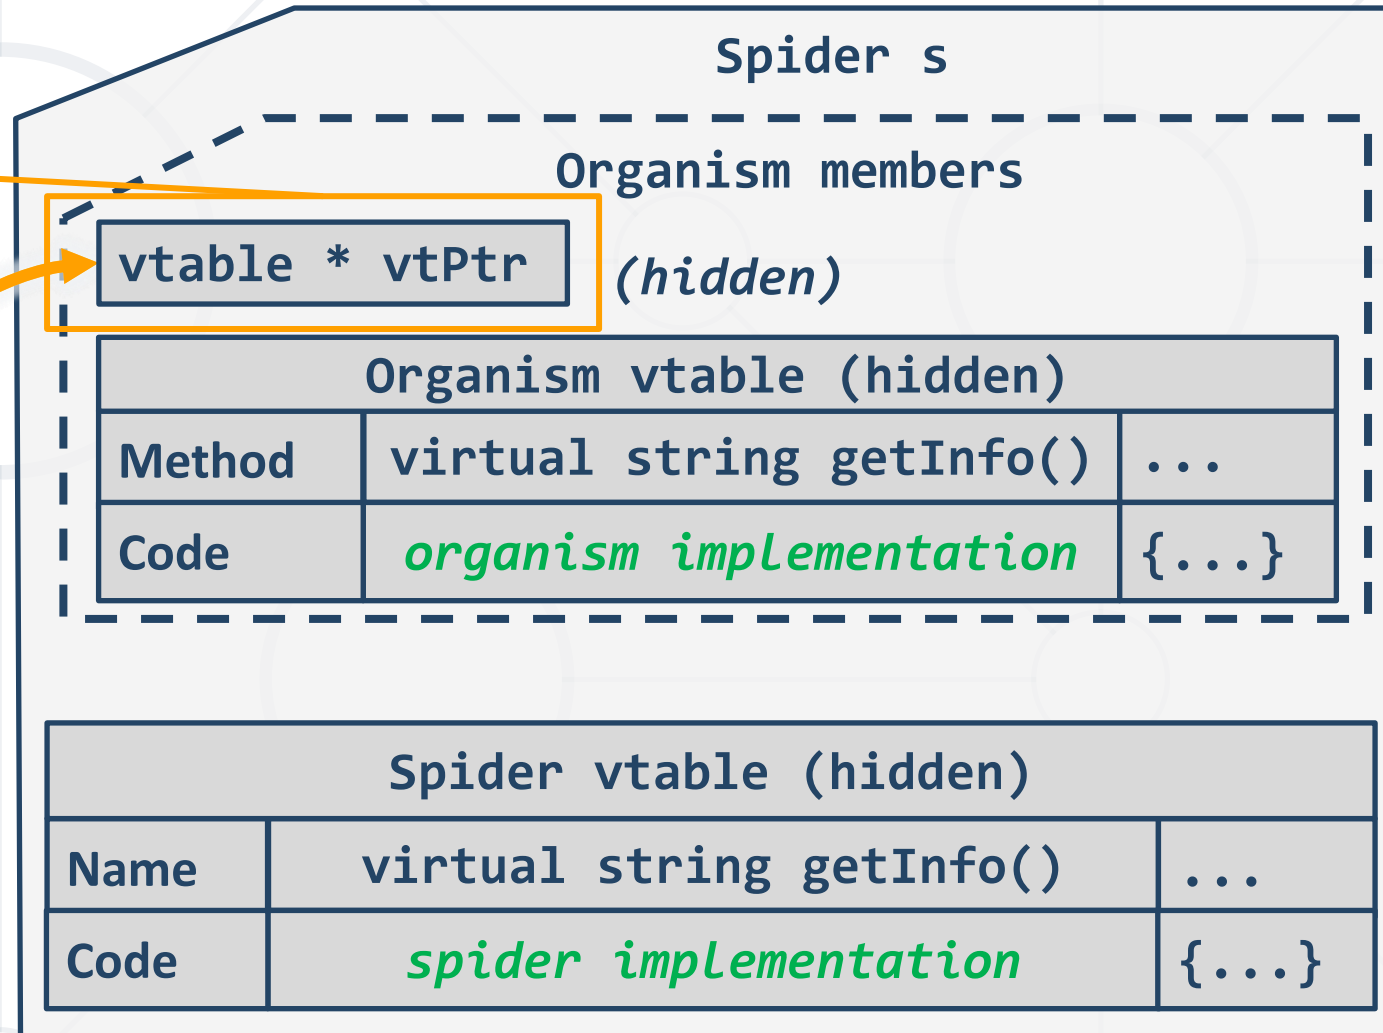 Spider s
Organism members
vtable * vtPtr (hidden)
Organism vtable (hidden)
Method virtual string getInfo() ...
Code organism implementation {...}
Spider vtable (hidden)
Name virtual string getInfo() ...
Code spider implementation {...}